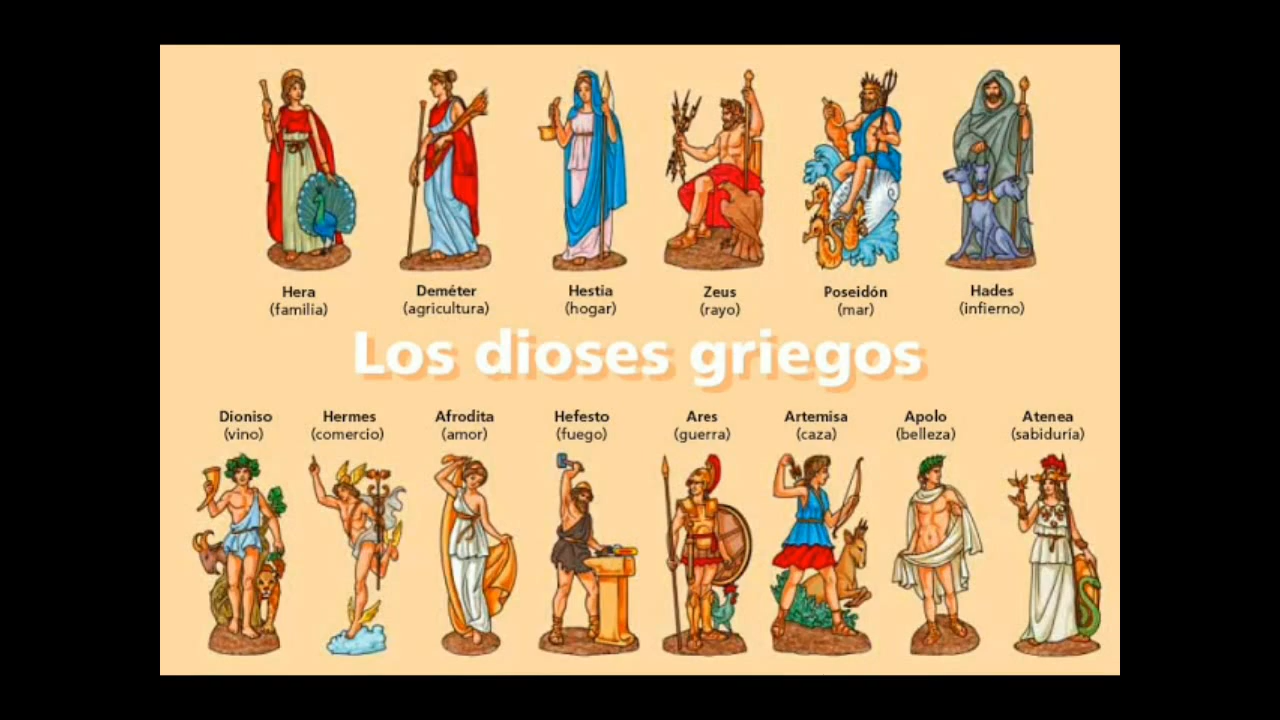 Hera
(familia)
Deméter
(agricultura)
Hestia
(hogar)
Zeus
(rayo)
Poseidón
(mar)
Hades
(infierno)
Los dioses griegos
Dioniso
(vino)
Hermes
(comercio)
Afrodita
(amor)
Hefesto
(fuego)
Ares
(guerra)
Artemisa
(caza)
Apolo
(belleza)
Atenea
(sabiduría)